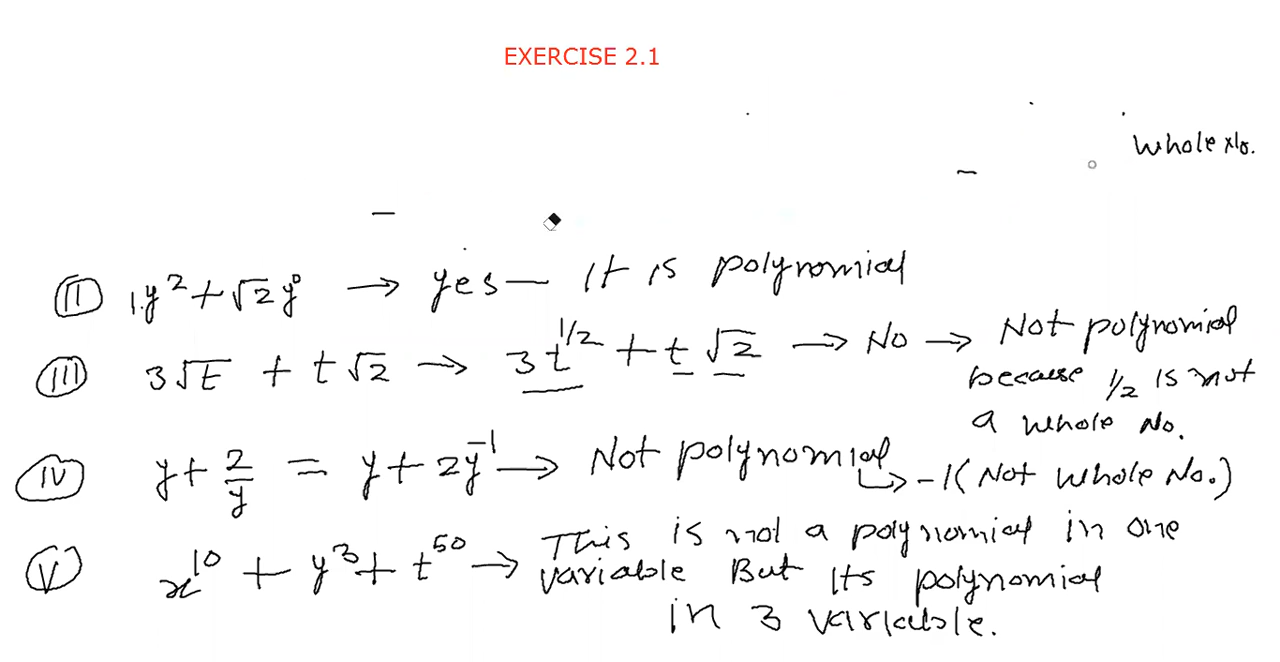 EXERCISE 2.1
Whole No.
(II) 1.y² + √2y⁰ → yes — It is polynomial
(III) 3√t + t√2 → 3t^1/2 + t √2 → No → Not polynomial
because 1/2 is not
a whole No.
(IV) y + 2/y = y + 2y⁻¹ → Not polynomial
↳ -1 (Not whole No.)
(V) x¹⁰ + y³ + t⁵⁰ → This is not a polynomial in one
variable But its polynomial
in 3 variable.